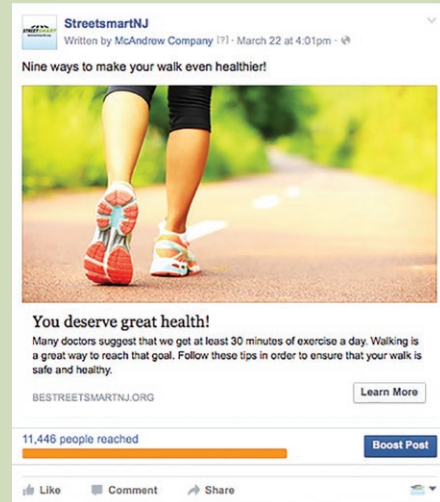 StreetsmartNJ
Written by McAndrew Company [?] · March 22 at 4:01pm ·
Nine ways to make your walk even healthier!
You deserve great health!
Many doctors suggest that we get at least 30 minutes of exercise a day. Walking is
a great way to reach that goal. Follow these tips in order to ensure that your walk is
safe and healthy.
BESTREETSMARTNJ.ORG
Learn More
11,446 people reached
Boost Post
Like Comment Share